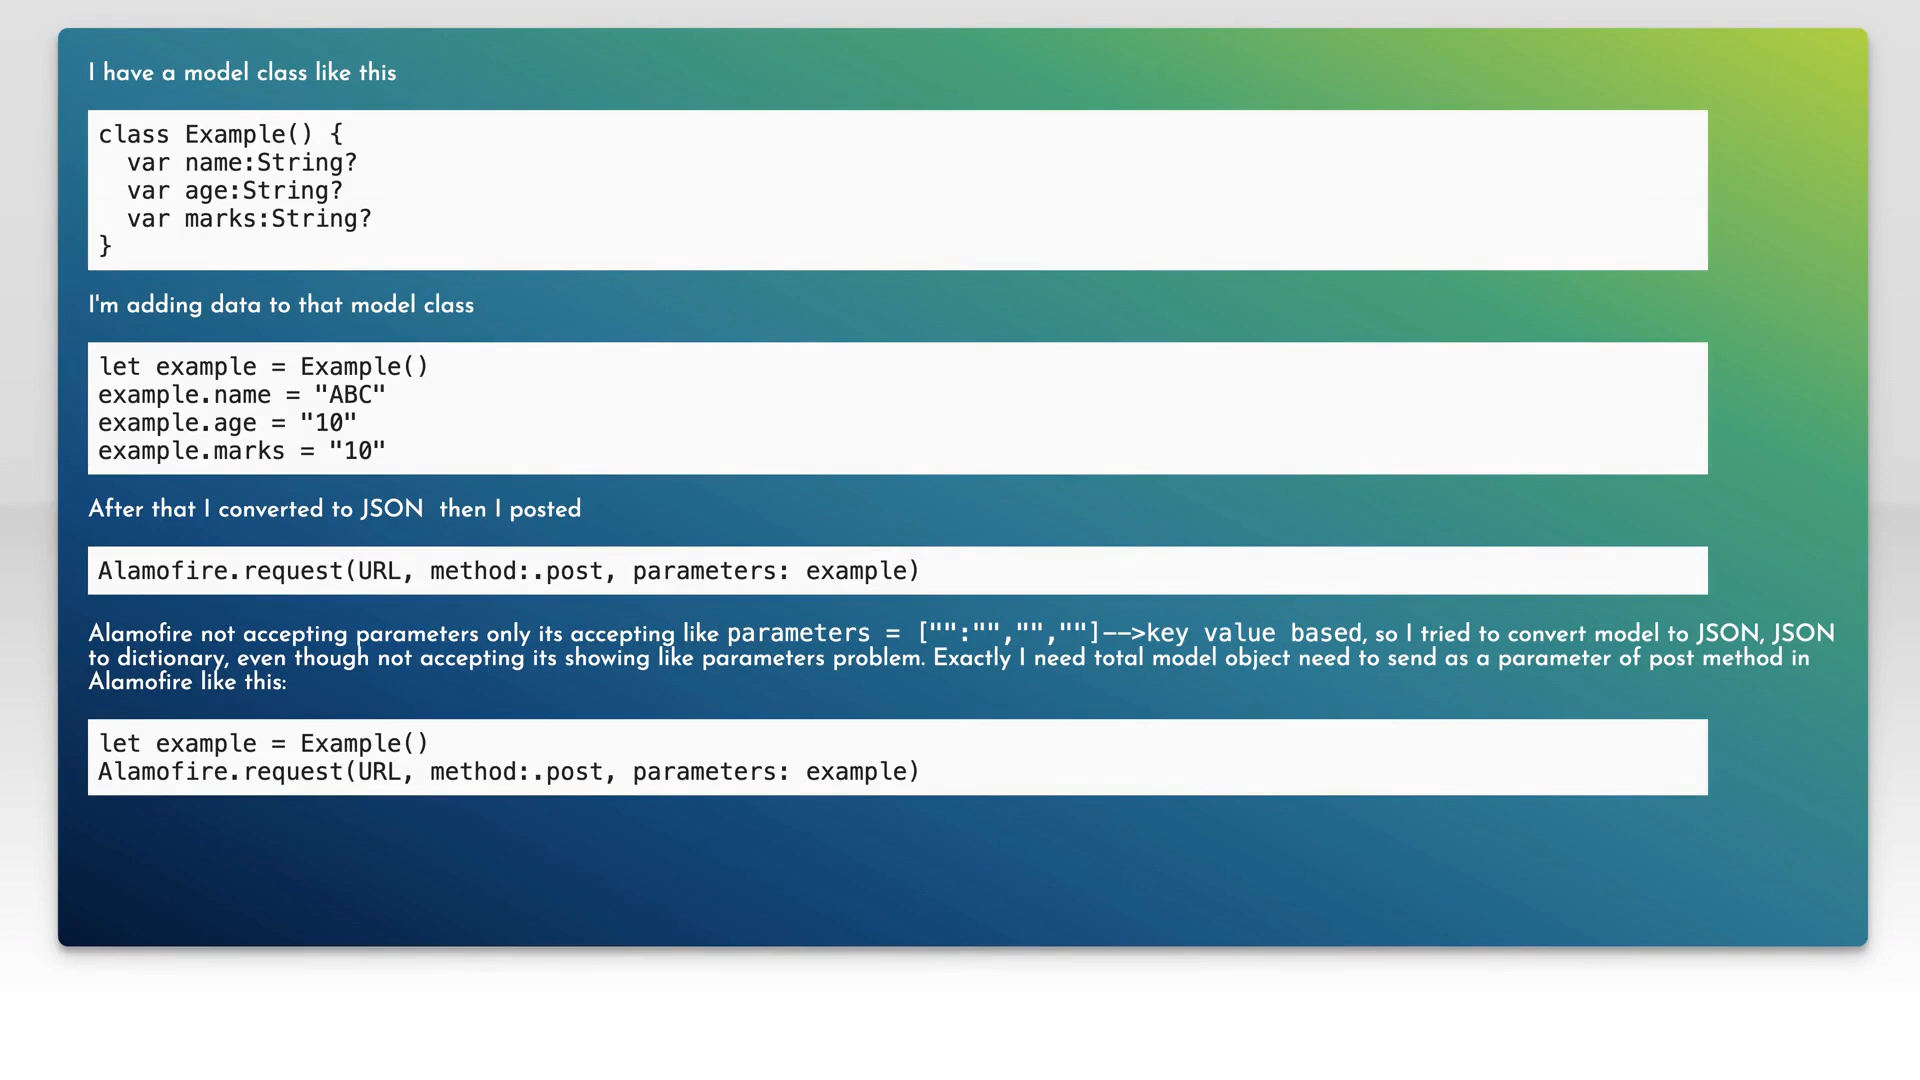 I have a model class like this
class Example() {
  var name:String?
  var age:String?
  var marks:String?
}
I'm adding data to that model class
let example = Example()
example.name = "ABC"
example.age = "10"
example.marks = "10"
After that I converted to JSON  then I posted
Alamofire.request(URL, method:.post, parameters: example)
Alamofire not accepting parameters only its accepting like parameters = ["":"","",""]-->key value based, so I tried to convert model to JSON, JSON
to dictionary, even though not accepting its showing like parameters problem. Exactly I need total model object need to send as a parameter of post method in
Alamofire like this:
let example = Example()
Alamofire.request(URL, method:.post, parameters: example)